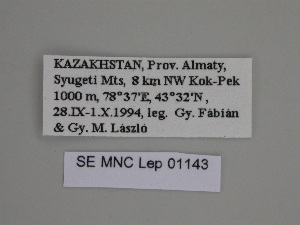 KAZAKHSTAN, Prov. Almaty,
Syugeti Mts, 8 km NW Kok-Pek
1000 m, 78°37'E, 43°32'N ,
28.IX-1.X.1994, leg. Gy. Fábián
& Gy. M. László
SE MNC Lep 01143